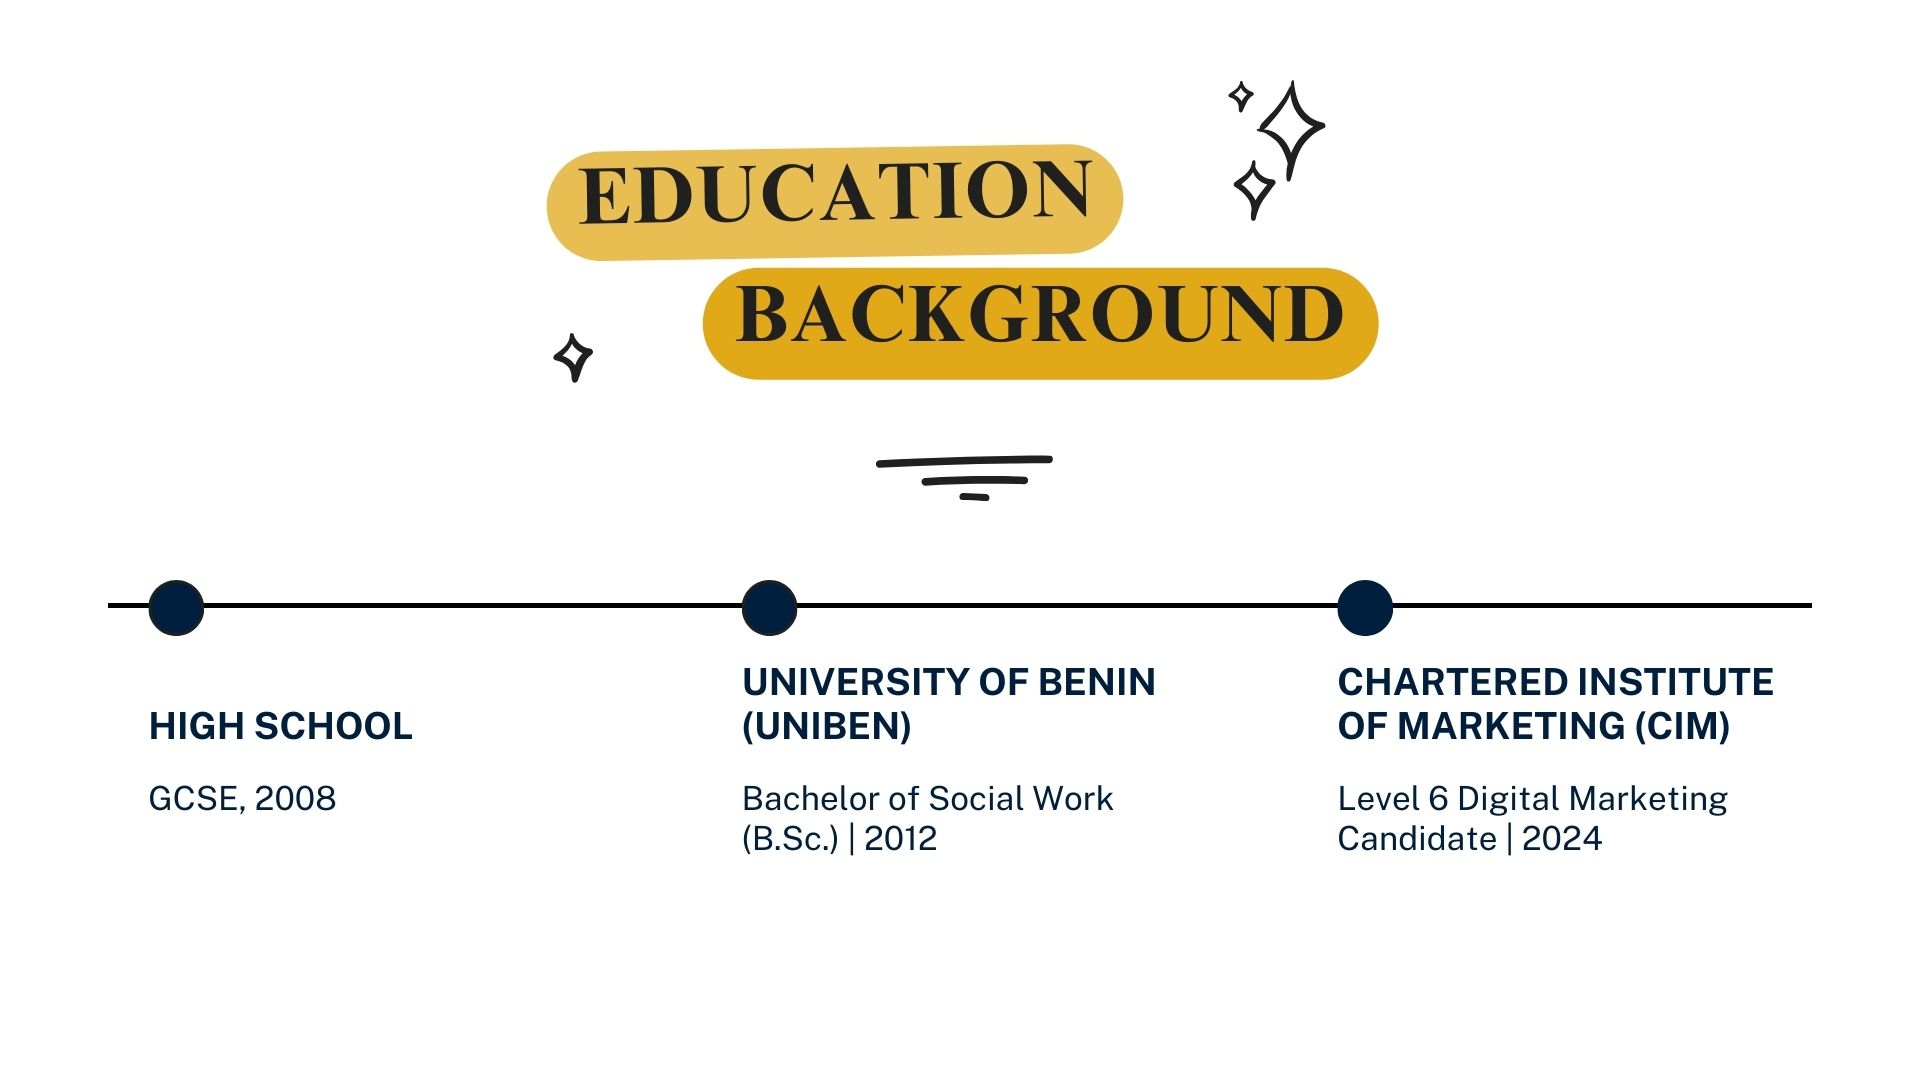 EDUCATION
BACKGROUND
HIGH SCHOOL
GCSE, 2008
UNIVERSITY OF BENIN
(UNIBEN)
Bachelor of Social Work
(B.Sc.) | 2012
CHARTERED INSTITUTE
OF MARKETING (CIM)
Level 6 Digital Marketing
Candidate | 2024